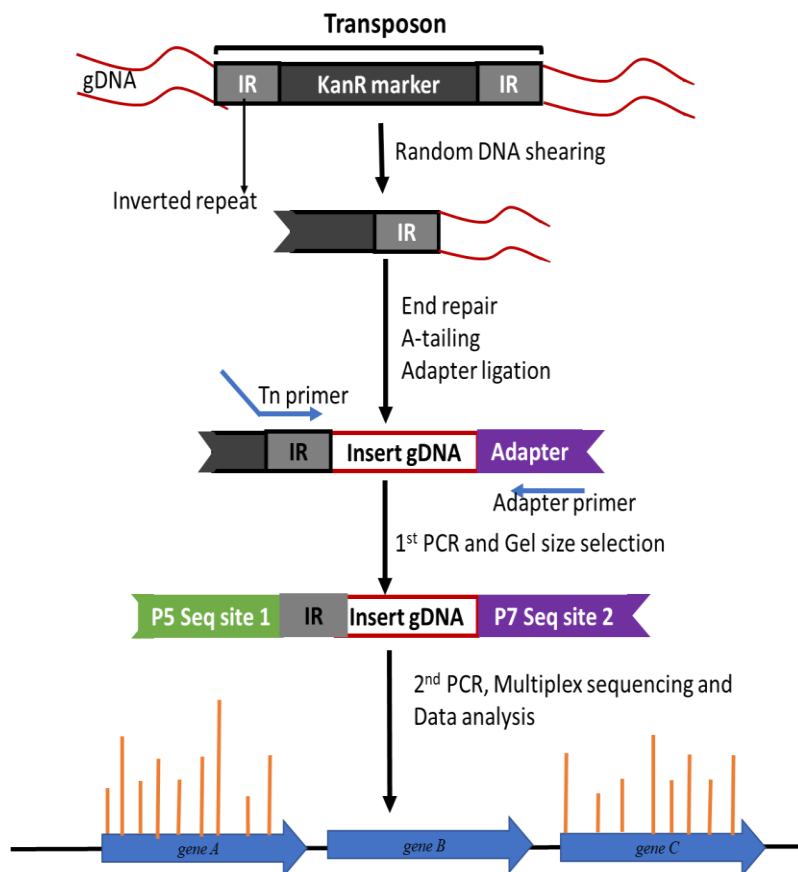 Transposon
gDNA
IR
KanR marker
IR
Random DNA shearing
Inverted repeat
IR
End repair
A-tailing
Adapter ligation
Tn primer
IR
Insert gDNA
Adapter
Adapter primer
1st PCR and Gel size selection
P5 Seq site 1
IR
Insert gDNA
P7 Seq site 2
2nd PCR, Multiplex sequencing and
Data analysis
gene A
gene B
gene C